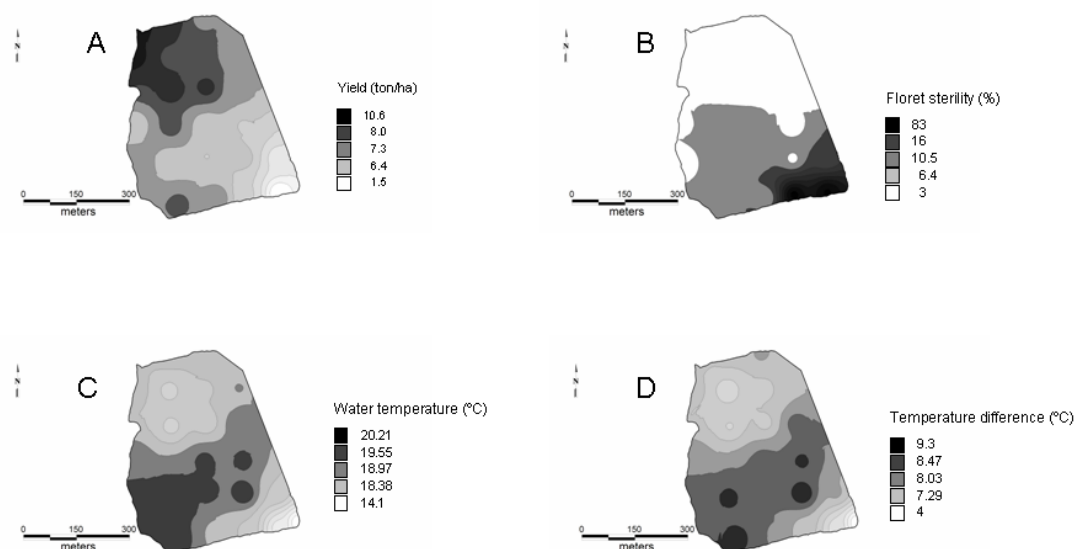 A
N
Yield (ton/ha)
10.6
8.0
7.3
6.4
1.5
0 150 300
meters
B
N
Floret sterility (%)
83
16
10.5
6.4
3
0 150 300
meters
C
N
Water temperature (ºC)
20.21
19.55
18.97
18.38
14.1
0 150 300
meters
D
N
Temperature difference (ºC)
9.3
8.47
8.03
7.29
4
0 150 300
meters